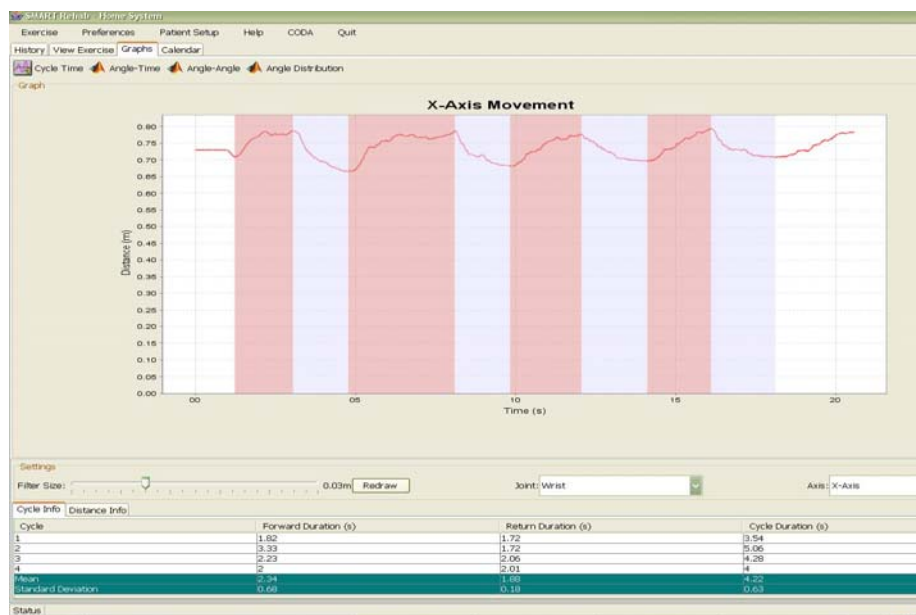 SMART Rehab - Home System
Exercise Preferences Patient Setup Help CODA Quit
History View Exercise Graphs Calendar
Cycle Time Angle-Time Angle-Angle Angle Distribution
Graph
X-Axis Movement
0.80
0.75
0.70
0.65
0.60
0.55
0.50
0.45
0.40
0.35
0.30
0.25
0.20
0.15
0.10
0.05
0.00
Distance (m)
00 05 10 15 20
Time (s)
Settings
Filter Size: 0.03m Redraw Joint: Wrist Axis: X-Axis
Cycle Info Distance Info
Cycle Forward Duration (s) Return Duration (s) Cycle Duration (s)
1 1.82 1.72 3.54
2 3.33 1.72 5.06
3 2.23 2.06 4.28
4 2 2.01 4
Mean 2.34 1.88 4.22
Standard Deviation 0.68 0.18 0.63
Status